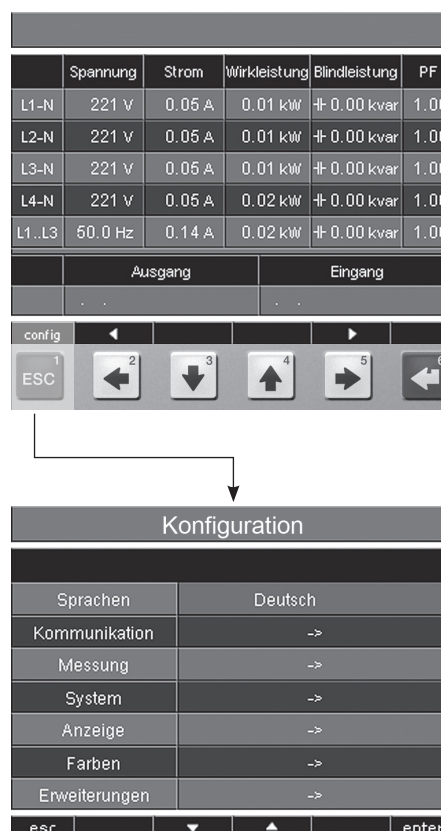 Spannung Strom Wirkleistung Blindleistung PF
L1-N 221 V 0.05 A 0.01 kW ⊣⊢ 0.00 kvar
L2-N 221 V 0.05 A 0.01 kW ⊣⊢ 0.00 kvar
L3-N 221 V 0.05 A 0.01 kW ⊣⊢ 0.00 kvar
L4-N 221 V 0.05 A 0.02 kW ⊣⊢ 0.00 kvar
L1..L3 50.0 Hz 0.14 A 0.02 kW ⊣⊢ 0.00 kvar
Ausgang Eingang
. . . .
config ◄ ►
ESC 1 2 3 4 5
Konfiguration
Sprachen Deutsch
Kommunikation ->
Messung ->
System ->
Anzeige ->
Farben ->
Erweiterungen ->
esc ▼ ▲ enter